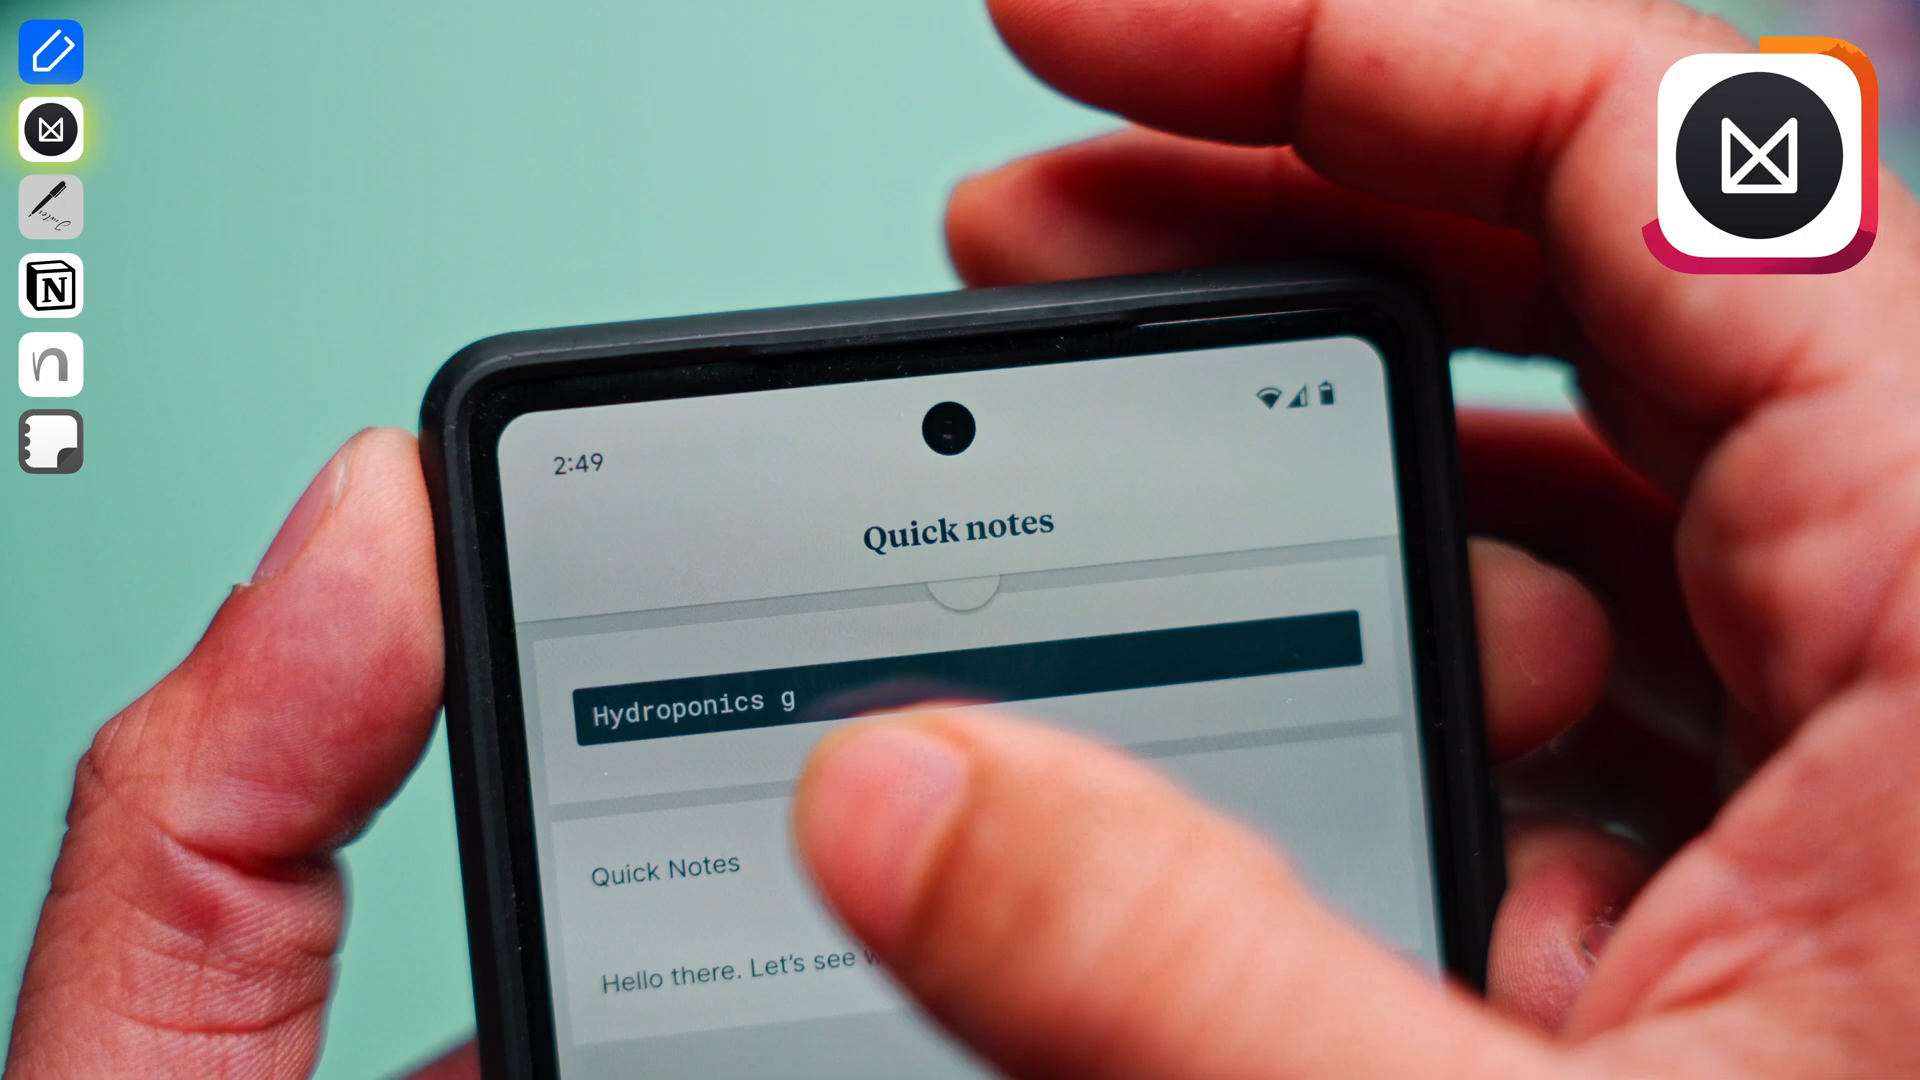 2:49
Quick notes
Hydroponics g
Quick Notes
Hello there. Let's see
N
n